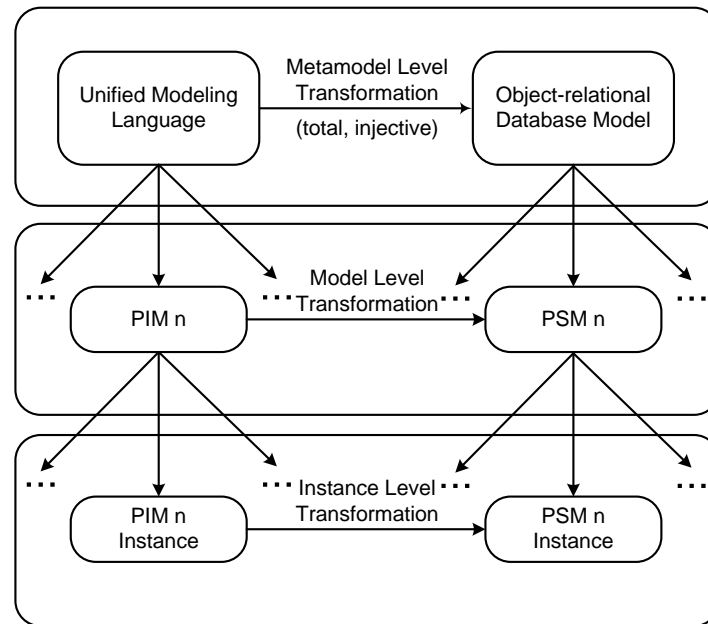 Unified Modeling
Language
Metamodel Level
Transformation
(total, injective)
Object-relational
Database Model
...
...
Model Level
Transformation
...
...
PIM n
PSM n
...
...
Instance Level
Transformation
...
...
PIM n
Instance
PSM n
Instance